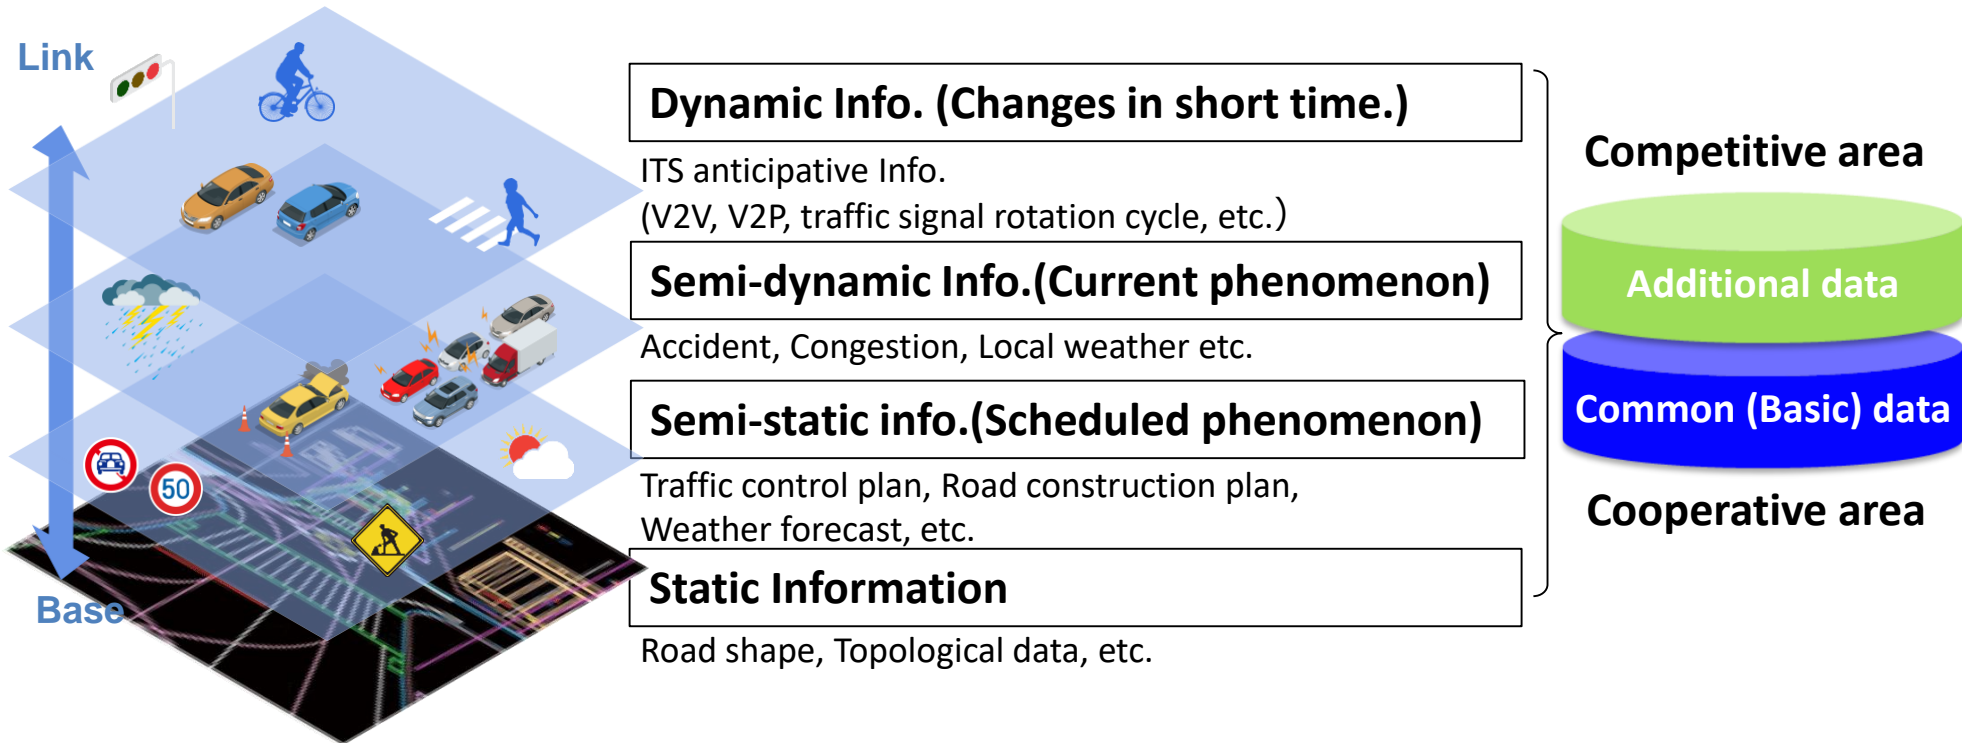 Link
Dynamic Info. (Changes in short time.)
ITS anticipative Info.
(V2V, V2P, traffic signal rotation cycle, etc.）
Semi-dynamic Info.(Current phenomenon)
Accident, Congestion, Local weather etc.
Semi-static info.(Scheduled phenomenon)
Traffic control plan, Road construction plan,
Weather forecast, etc.
Static Information
Road shape, Topological data, etc.
50
Base
Competitive area
Additional data
Common (Basic) data
Cooperative area